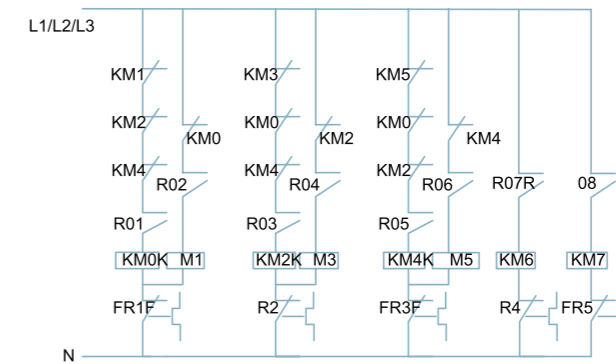 L1/L2/L3
KM1 KM3 KM5
KM2 KM0 KM0
KM0 KM2 KM4
KM4 KM4 KM2
R02 R04 R06 R07R 08
R01 R03 R05
KM0K M1 KM2K M3 KM4K M5 KM6 KM7
FR1F R2 FR3F R4 FR5
N